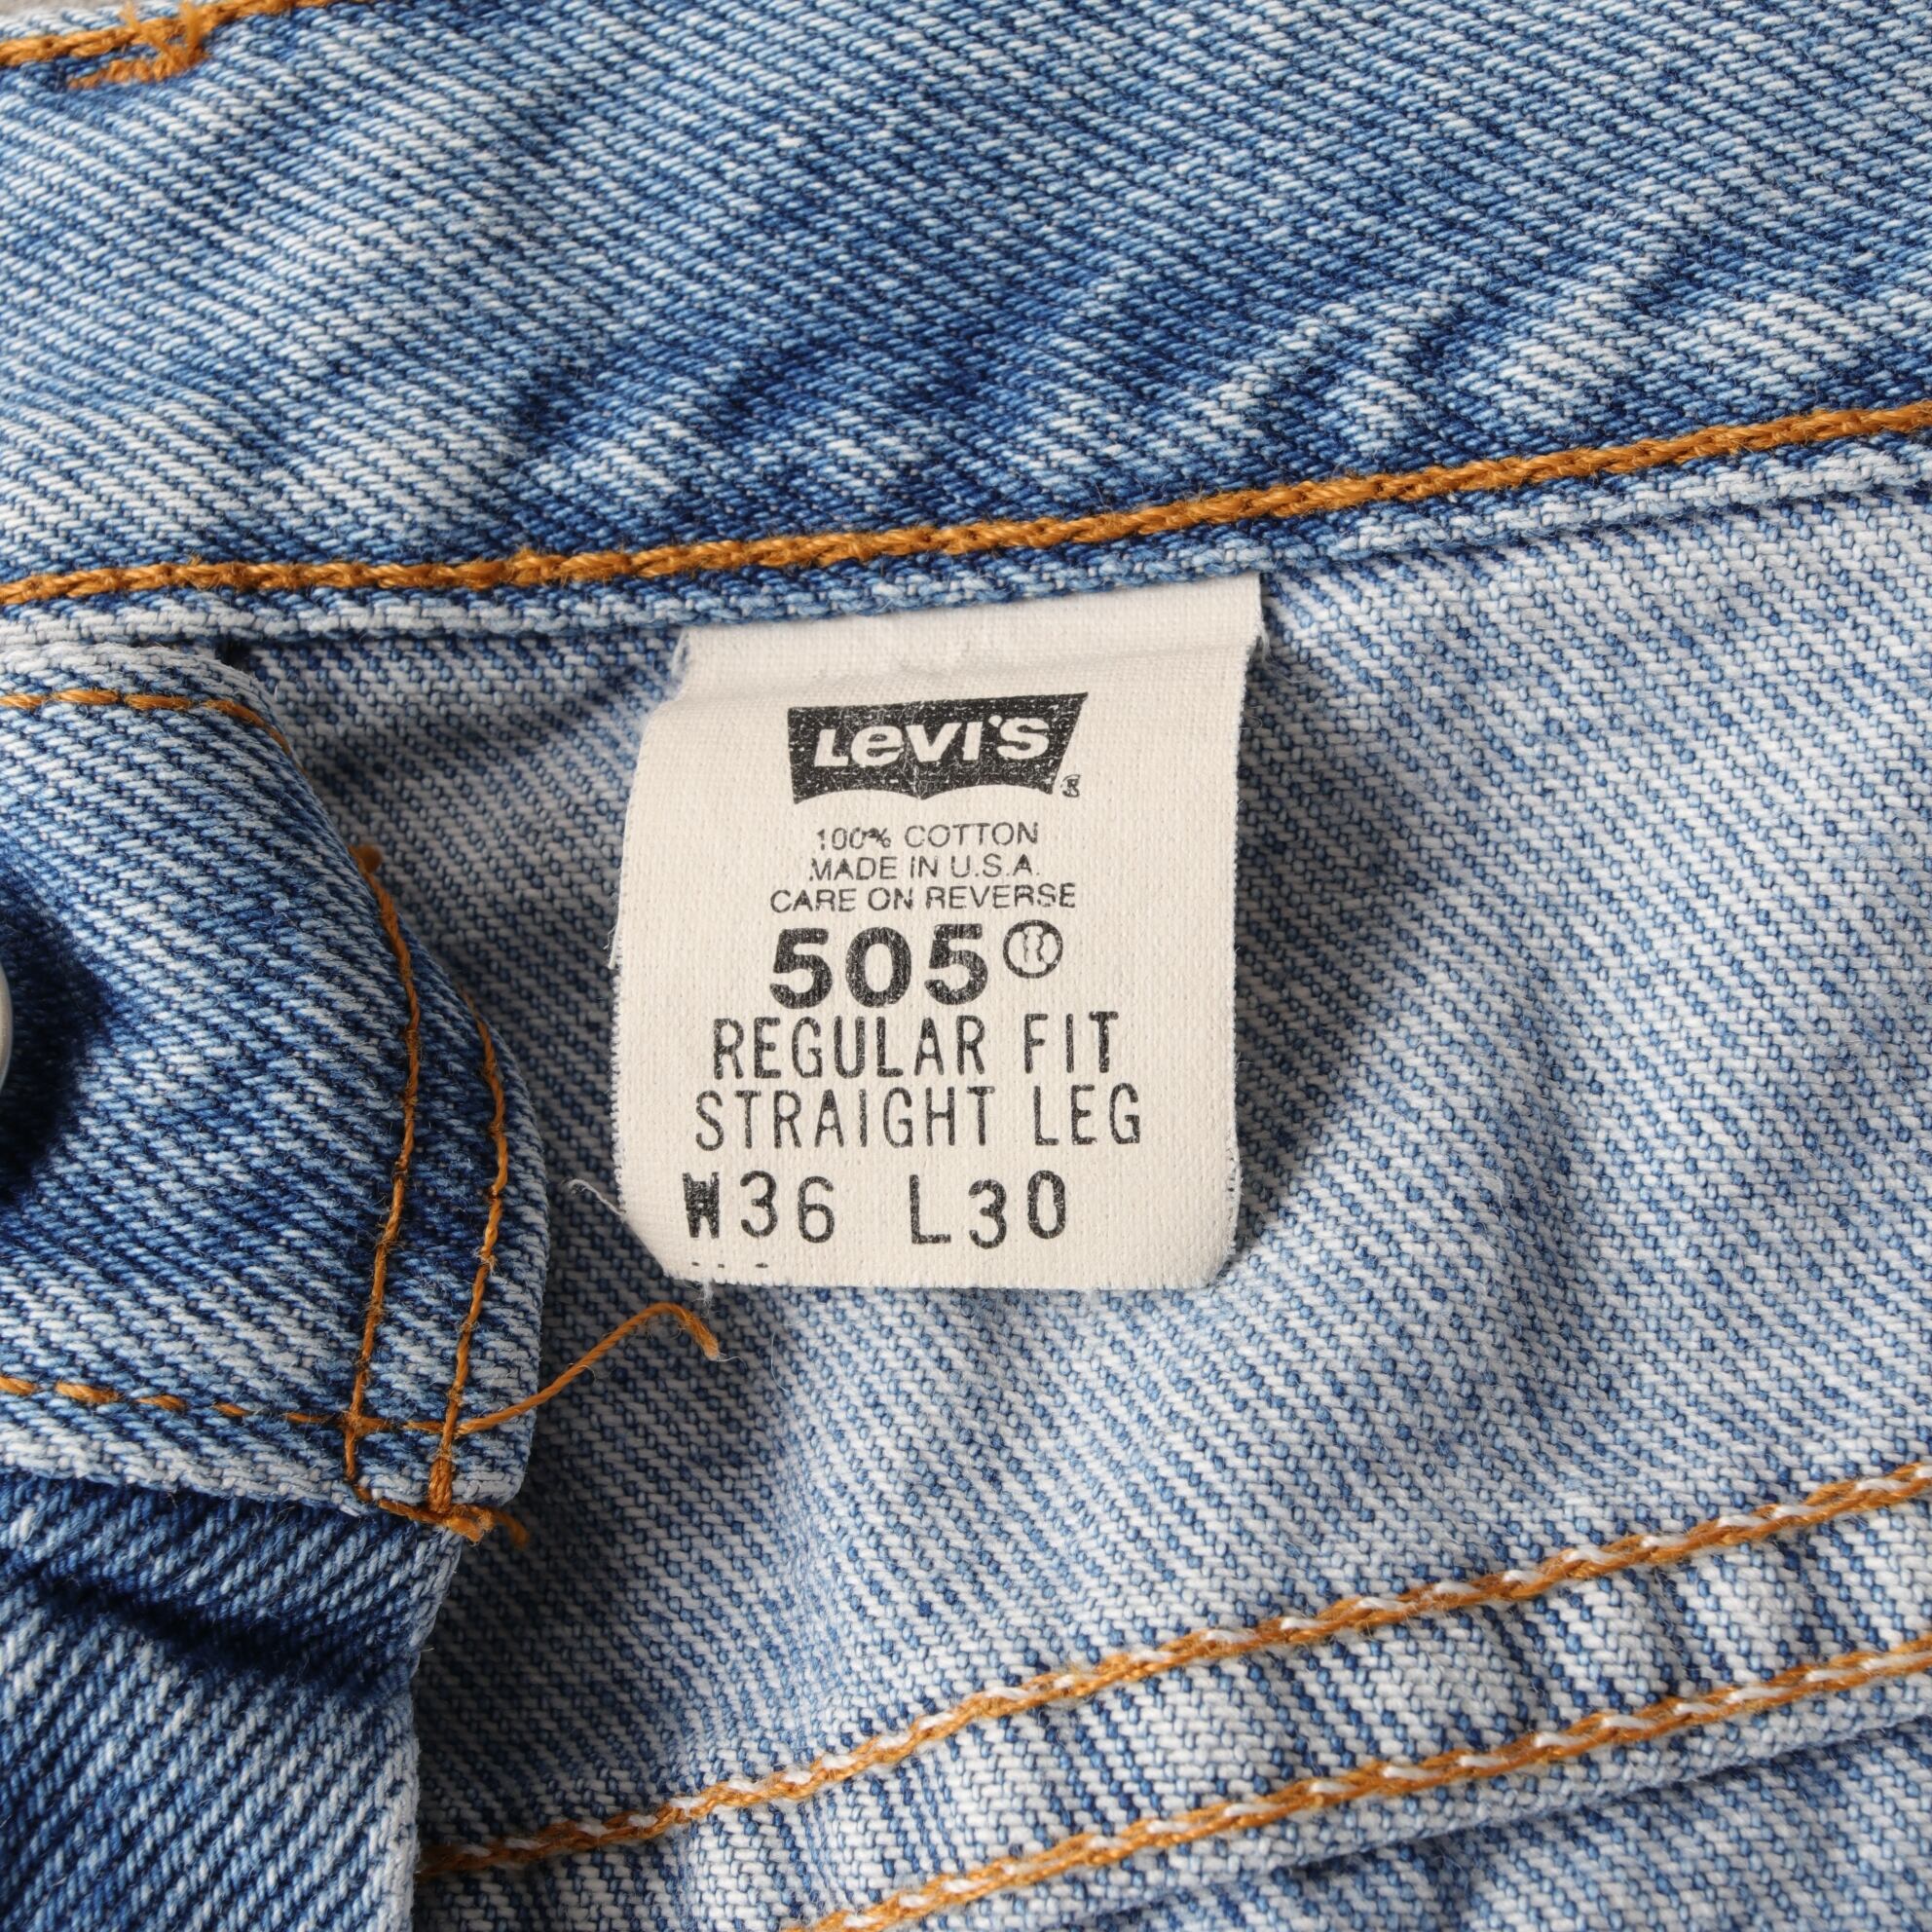 LEVI'S
®
100% COTTON
MADE IN U.S.A.
CARE ON REVERSE
505®
REGULAR FIT
STRAIGHT LEG
W36 L30